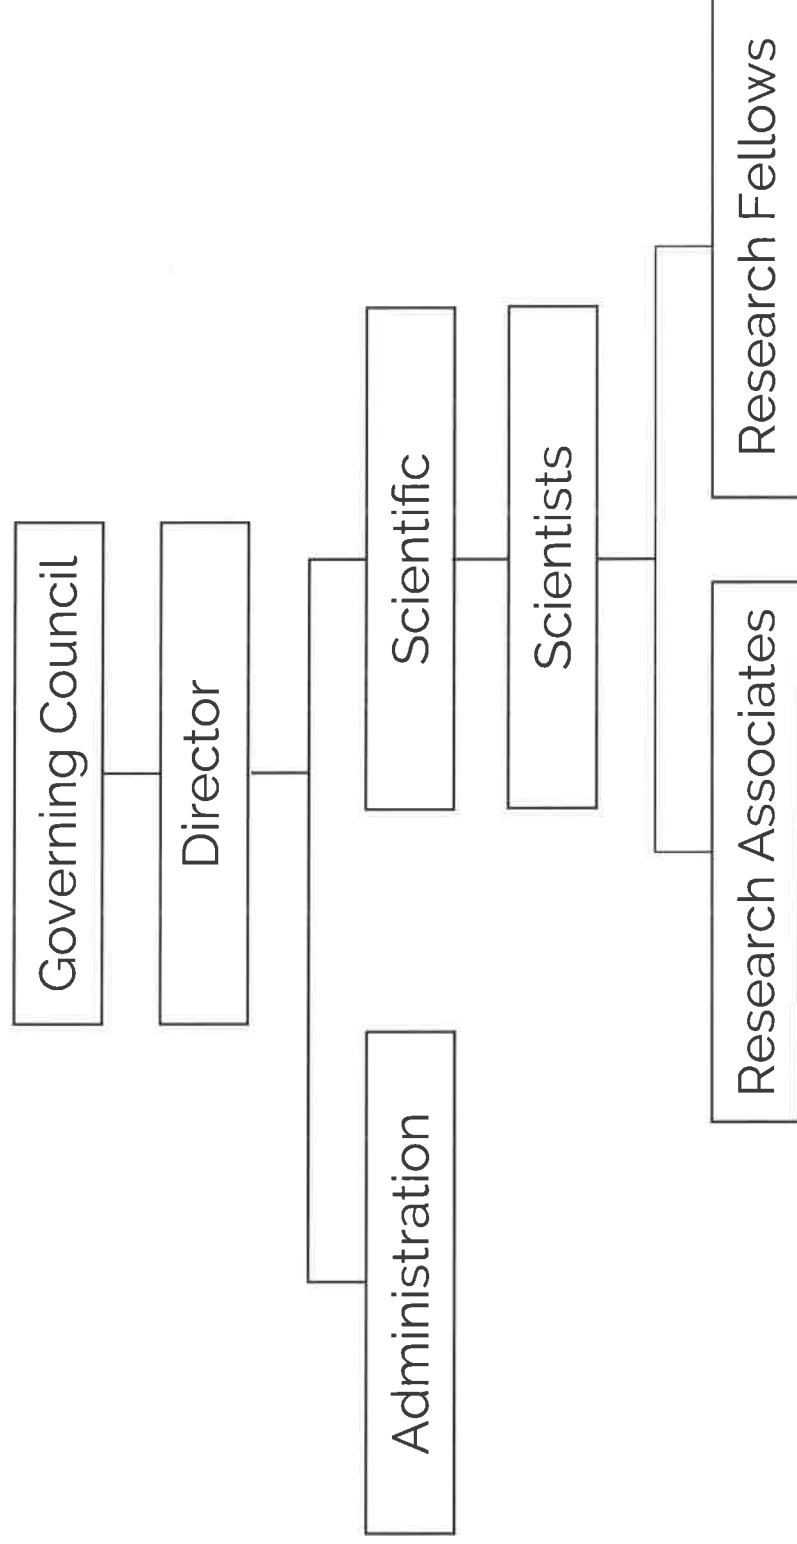 Governing Council
Director
Administration
Scientific
Scientists
Research Associates
Research Fellows